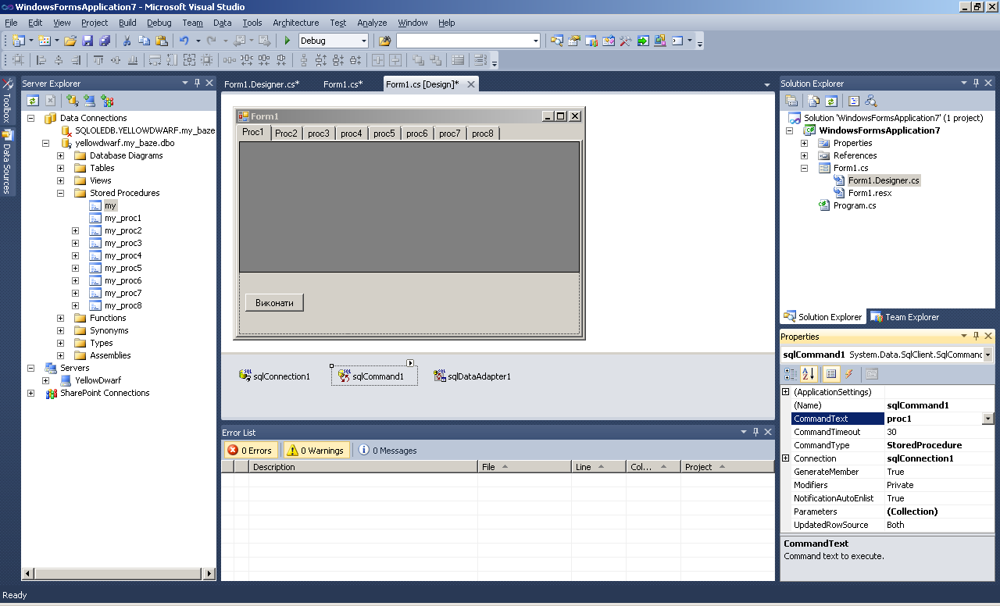 WindowsFormsApplication7 - Microsoft Visual Studio
File Edit View Project Build Debug Team Data Tools Architecture Test Analyze Window Help
Debug
Server Explorer
Form1.Designer.cs*
Form1.cs*
Form1.cs [Design]*
Solution Explorer
Toolbox
Data Sources
Data Connections
SQLOLEDB.YELLOWDWARF.my_baze
yellowdwarf.my_baze.dbo
Database Diagrams
Tables
Views
Stored Procedures
my
my_proc1
my_proc2
my_proc3
my_proc4
my_proc5
my_proc6
my_proc7
my_proc8
Functions
Synonyms
Types
Assemblies
Servers
YellowDwarf
SharePoint Connections
Form1
Proc1 Proc2 proc3 proc4 proc5 proc6 proc7 proc8
Виконати
sqlConnection1
sqlCommand1
sqlDataAdapter1
Error List
0 Errors
0 Warnings
0 Messages
Description File Line Col... Project
Solution 'WindowsFormsApplication7' (1 project)
WindowsFormsApplication7
Properties
References
Form1.cs
Form1.Designer.cs
Form1.resx
Program.cs
Solution Explorer
Team Explorer
Properties
sqlCommand1 System.Data.SqlClient.SqlCommand
(ApplicationSettings)
(Name) sqlCommand1
CommandText proc1
CommandTimeout 30
CommandType StoredProcedure
Connection sqlConnection1
GenerateMember True
Modifiers Private
NotificationAutoEnlist True
Parameters (Collection)
UpdatedRowSource Both
CommandText
Command text to execute.
Ready